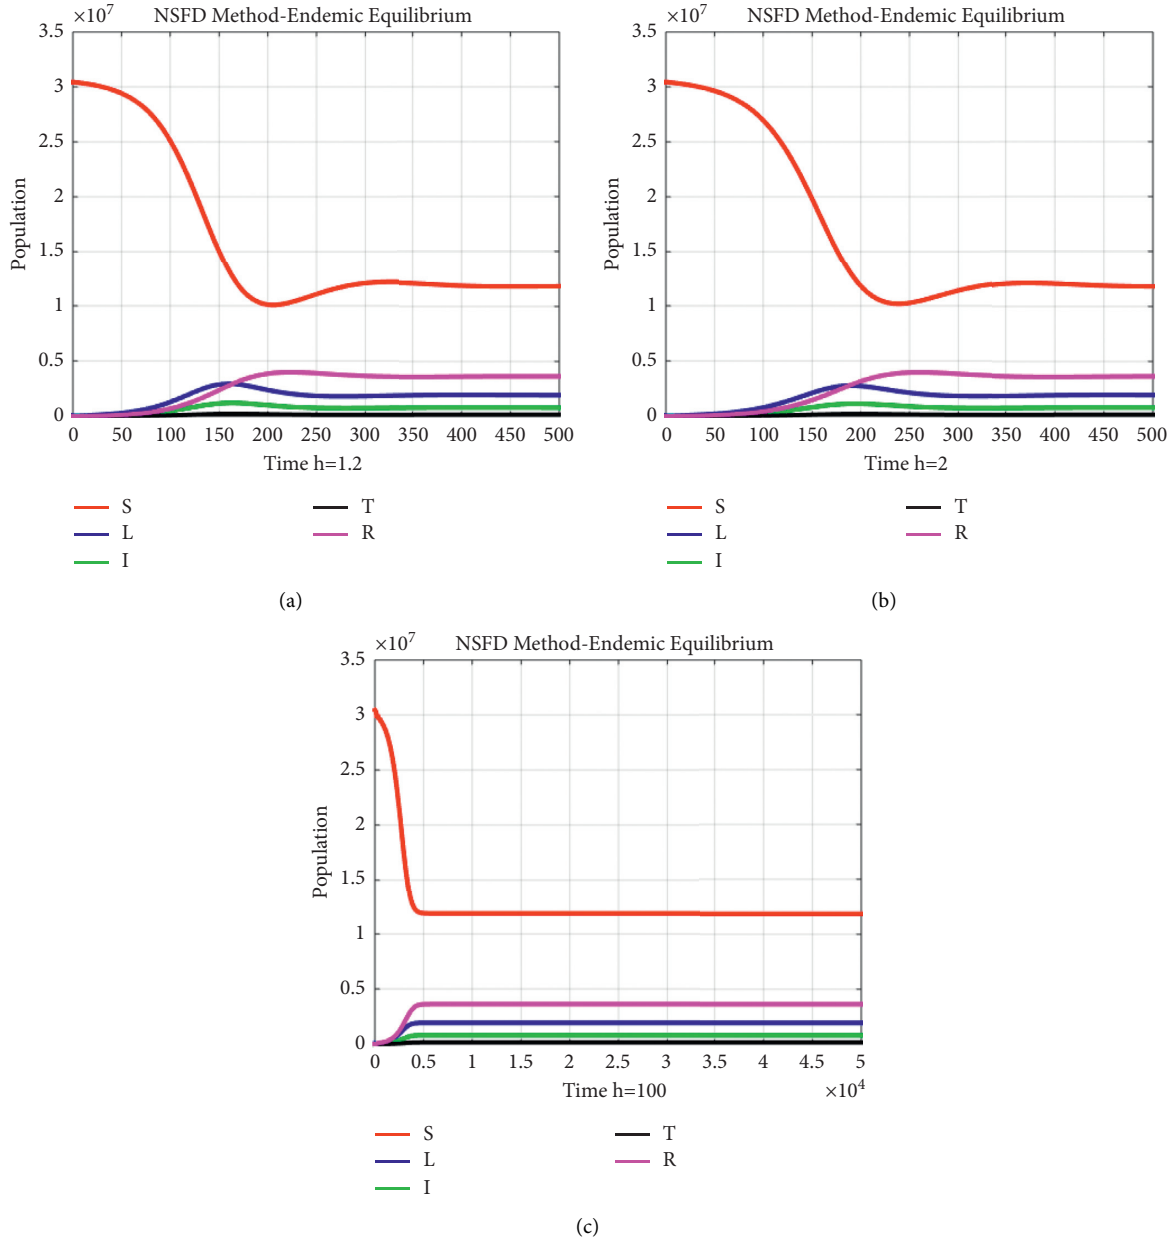 NSFD Method-Endemic Equilibrium
×10^7
3.5
3
2.5
2
1.5
1
0.5
0
Population
0 50 100 150 200 250 300 350 400 450 500
Time h=1.2
S
L
I
T
R
(a)
NSFD Method-Endemic Equilibrium
×10^7
3.5
3
2.5
2
1.5
1
0.5
0
Population
0 50 100 150 200 250 300 350 400 450 500
Time h=2
S
L
I
T
R
(b)
NSFD Method-Endemic Equilibrium
×10^7
3.5
3
2.5
2
1.5
1
0.5
0
Population
0 0.5 1 1.5 2 2.5 3 3.5 4 4.5 5
Time h=100
×10^4
S
L
I
T
R
(c)